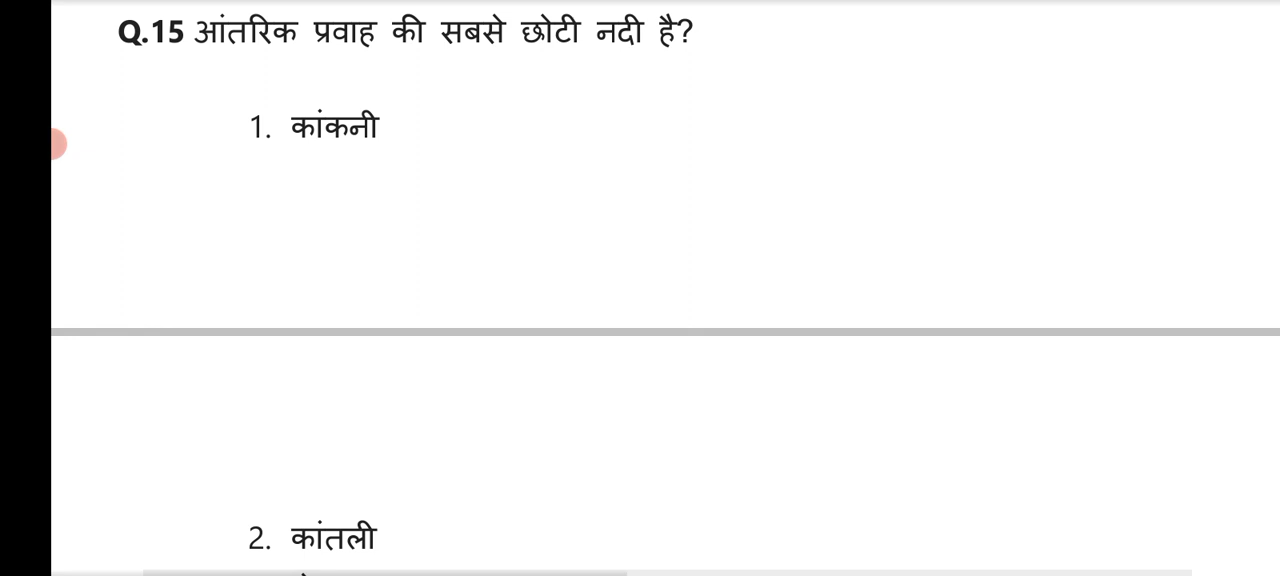 Q.15 आंतरिक प्रवाह की सबसे छोटी नदी है?
1. कांकनी
2. कांतली